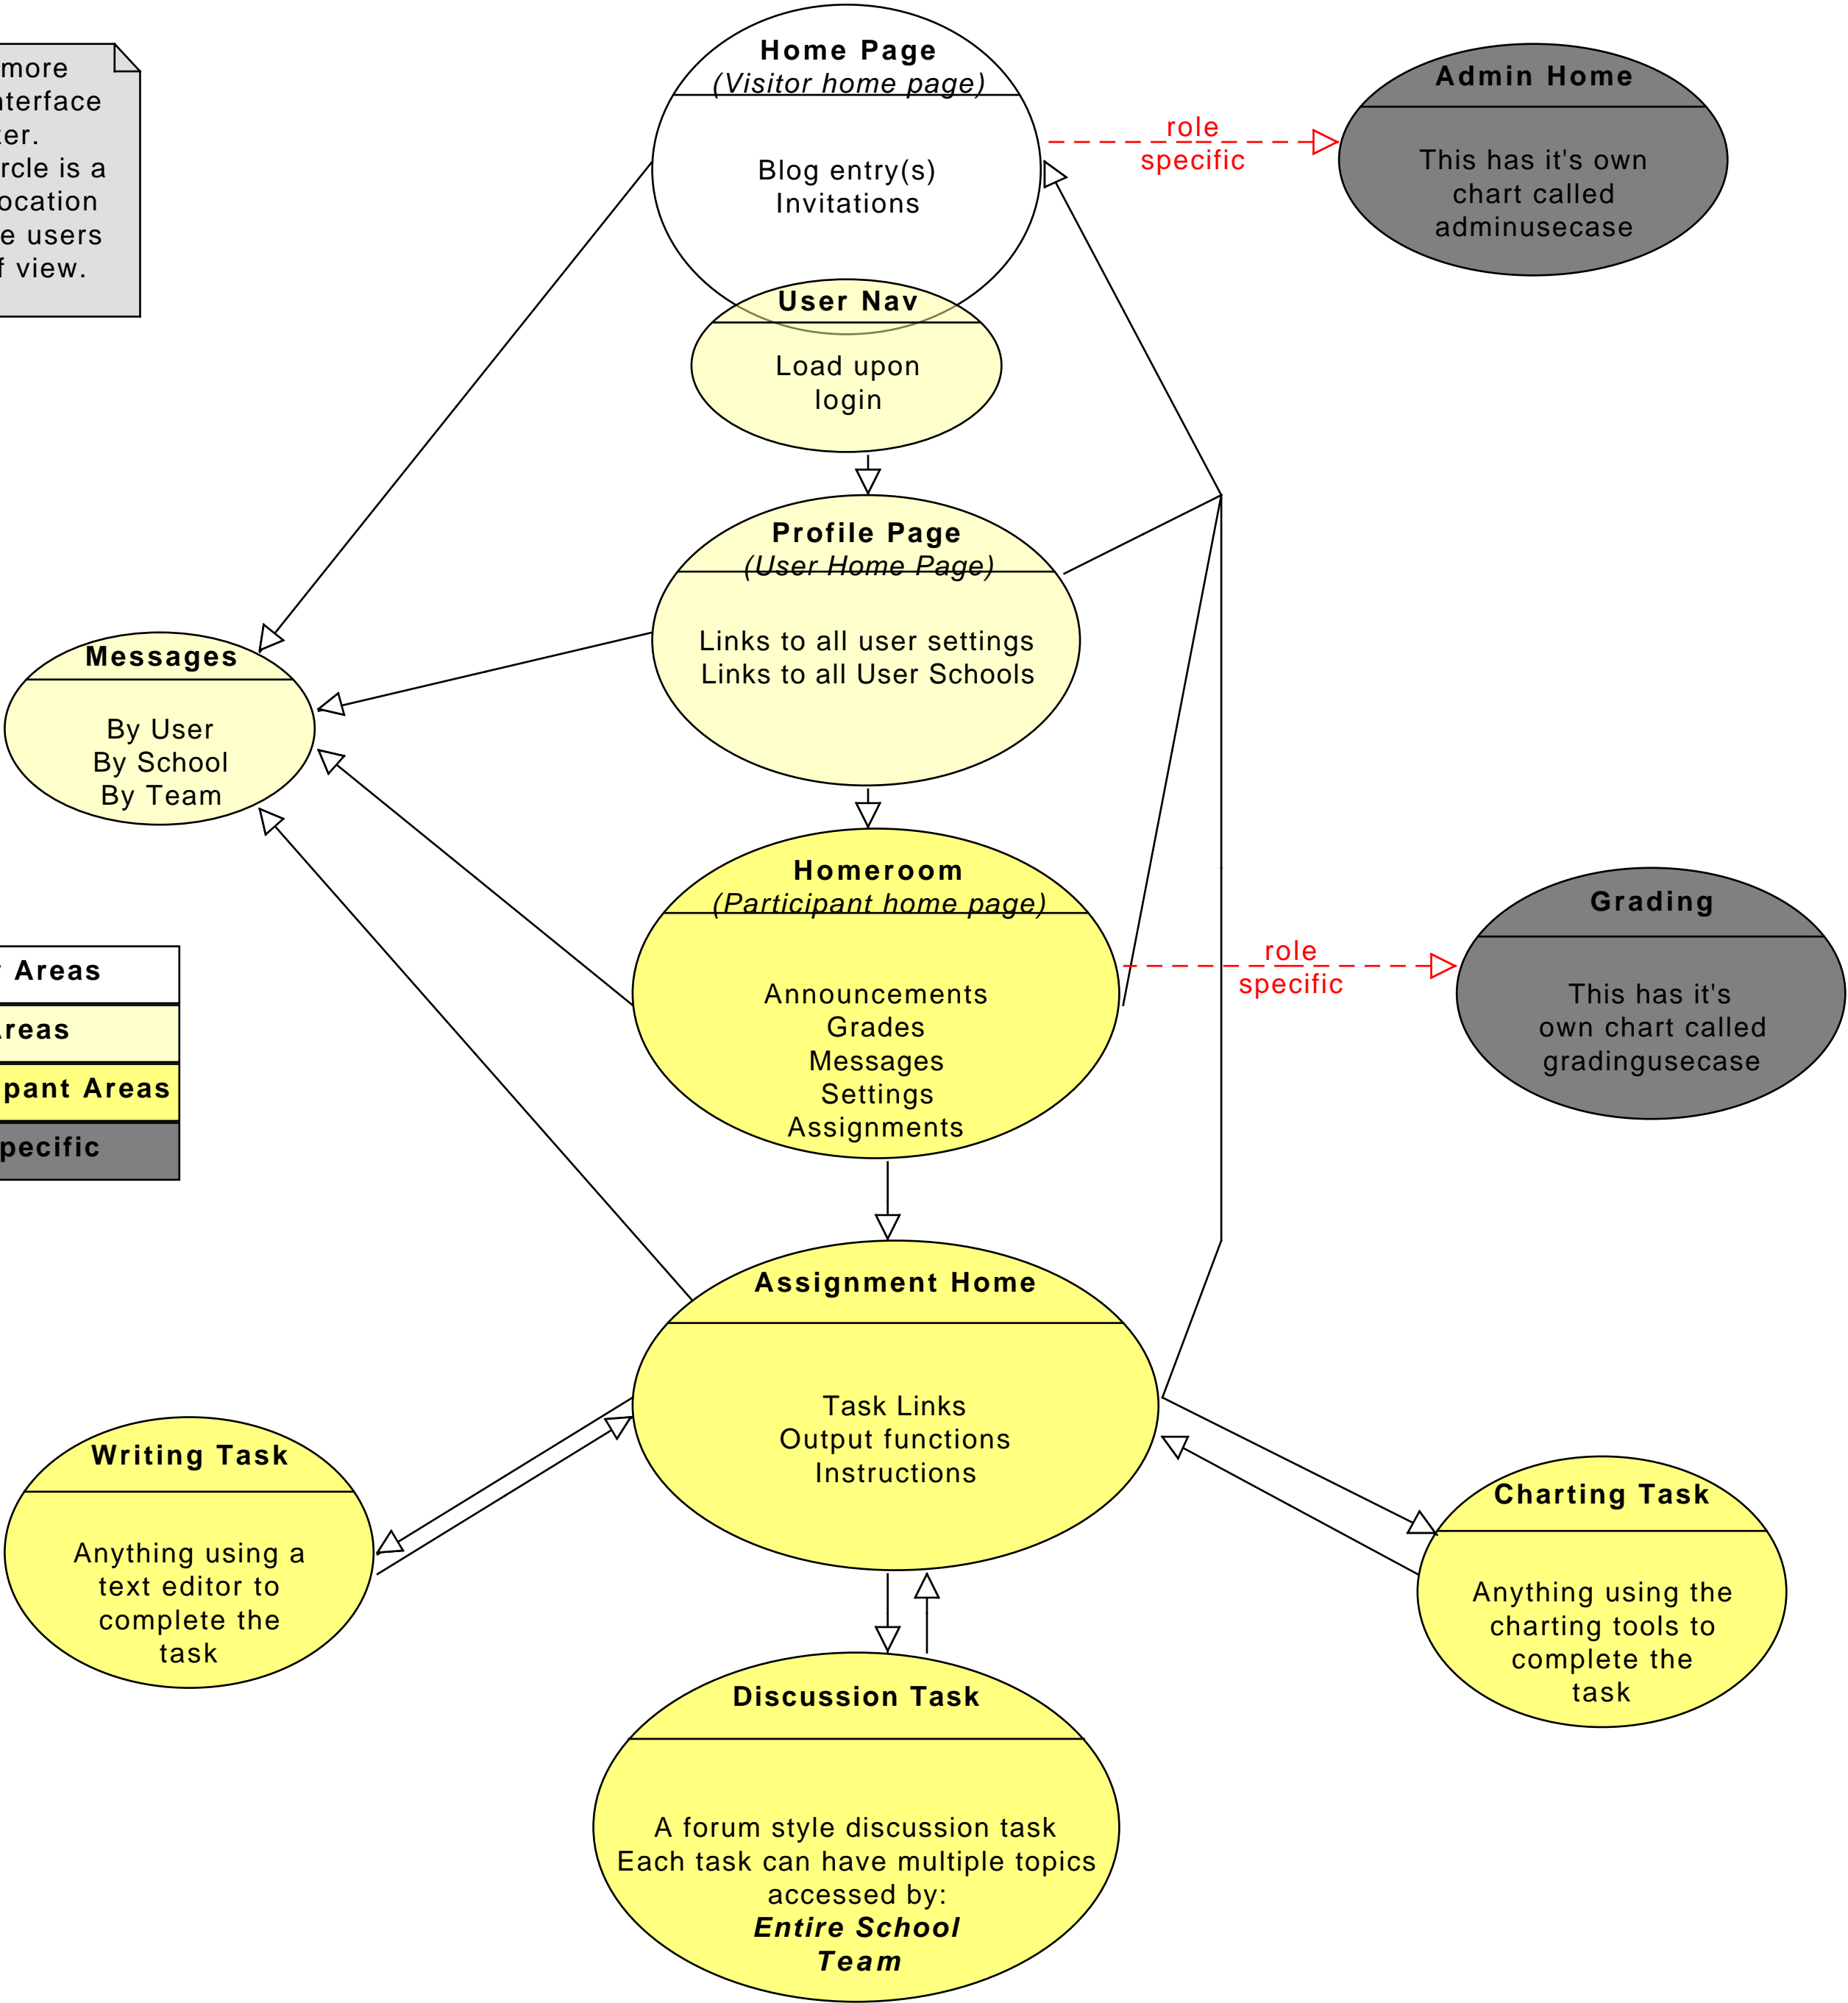 more
interface
rcle is a
ocation
e users
f view.
Home Page
(Visitor home page)
Blog entry(s)
Invitations
role
specific
Admin Home
This has it's own
chart called
adminusecase
User Nav
Load upon
login
Profile Page
(User Home Page)
Links to all user settings
Links to all User Schools
Messages
By User
By School
By Team
Homeroom
(Participant home page)
Announcements
Grades
Messages
Settings
Assignments
role
specific
Grading
This has it's
own chart called
gradingusecase
Areas
reas
pant Areas
pecific
Assignment Home
Task Links
Output functions
Instructions
Writing Task
Anything using a
text editor to
complete the
task
Charting Task
Anything using the
charting tools to
complete the
task
Discussion Task
A forum style discussion task
Each task can have multiple topics
accessed by:
Entire School
Team